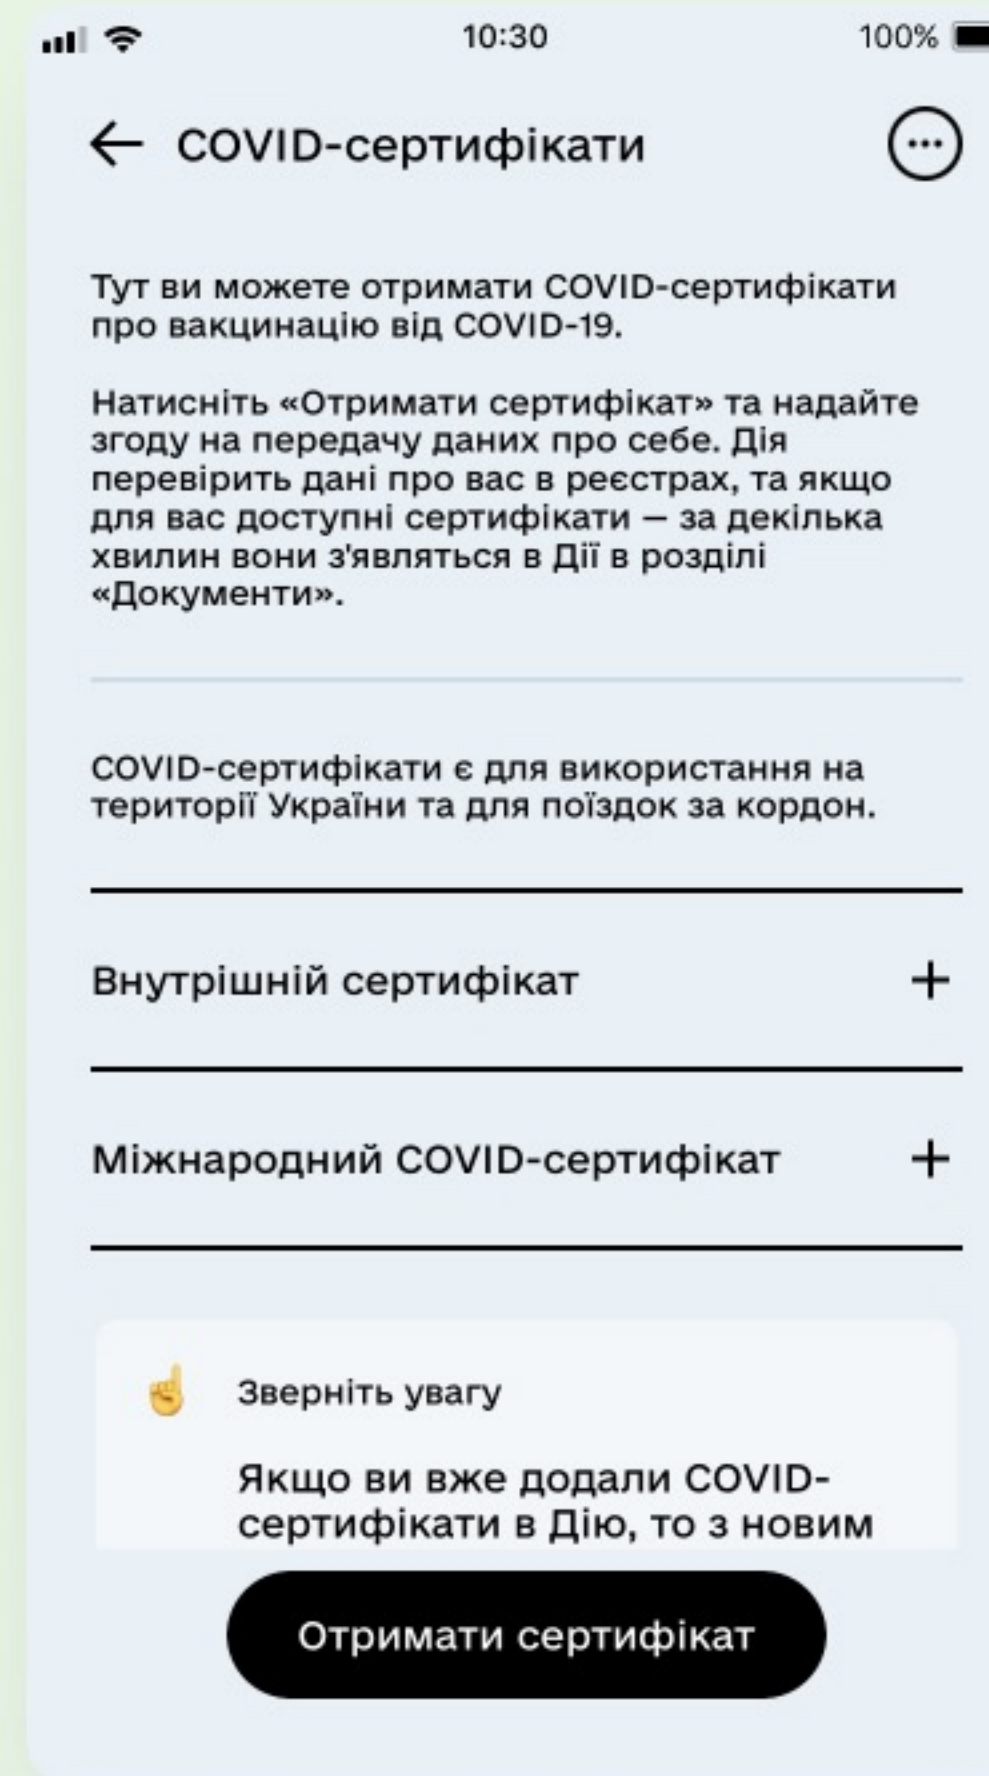 10:30
100%
COVID-сертифікати
Тут ви можете отримати COVID-сертифікати
про вакцинацію від COVID-19.
Натисніть «Отримати сертифікат» та надайте
згоду на передачу даних про себе. Дія
перевірить дані про вас в реєстрах, та якщо
для вас доступні сертифікати — за декілька
хвилин вони з'являться в Дії в розділі
«Документи».
COVID-сертифікати є для використання на
території України та для поїздок за кордон.
Внутрішній сертифікат
Міжнародний COVID-сертифікат
Зверніть увагу
Якщо ви вже додали COVID-
сертифікати в Дію, то з новим
Отримати сертифікат